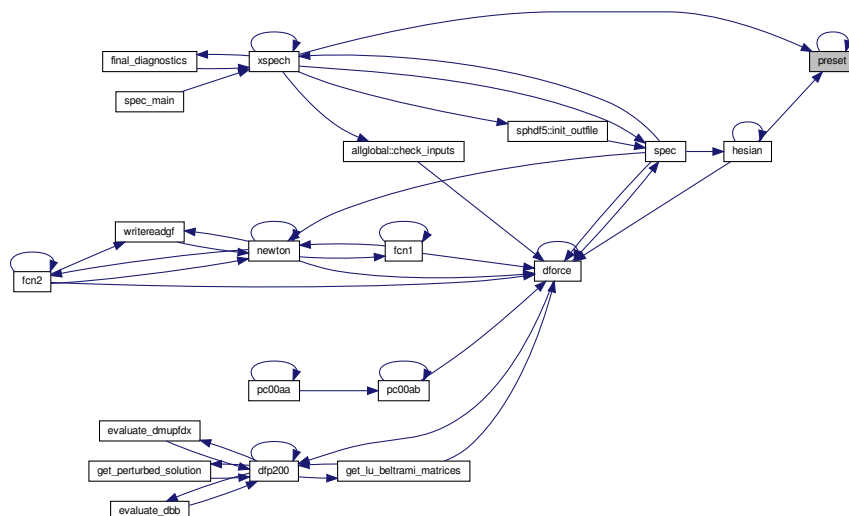 final_diagnostics
xspech
preset
spec_main
sphdf5::init_outfile
allglobal::check_inputs
spec
hesian
writereadgf
newton
fcn1
fcn2
dforce
pc00aa
pc00ab
evaluate_dmupfdx
get_perturbed_solution
dfp200
get_lu_beltrami_matrices
evaluate_dbb